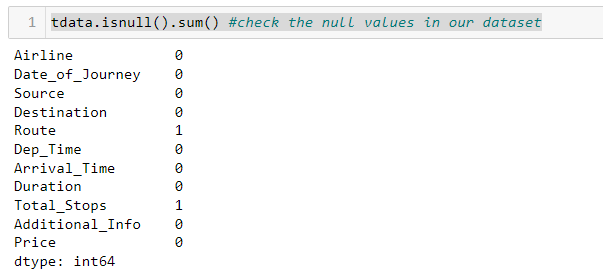 1 tdata.isnull().sum() #check the null values in our dataset
Airline 0
Date_of_Journey 0
Source 0
Destination 0
Route 1
Dep_Time 0
Arrival_Time 0
Duration 0
Total_Stops 1
Additional_Info 0
Price 0
dtype: int64